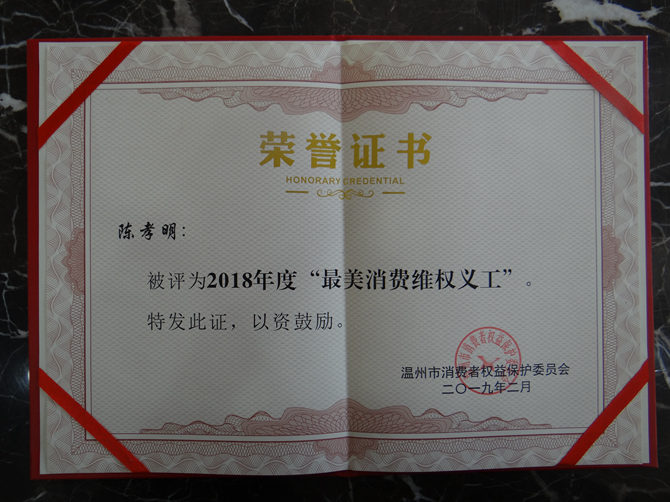 荣誉证书
HONORARY CREDENTIAL
陈孝明：
被评为2018年度“最美消费维权义工”。
特发此证，以资鼓励。
温州市消费者权益保护委员会
二〇一九年二月